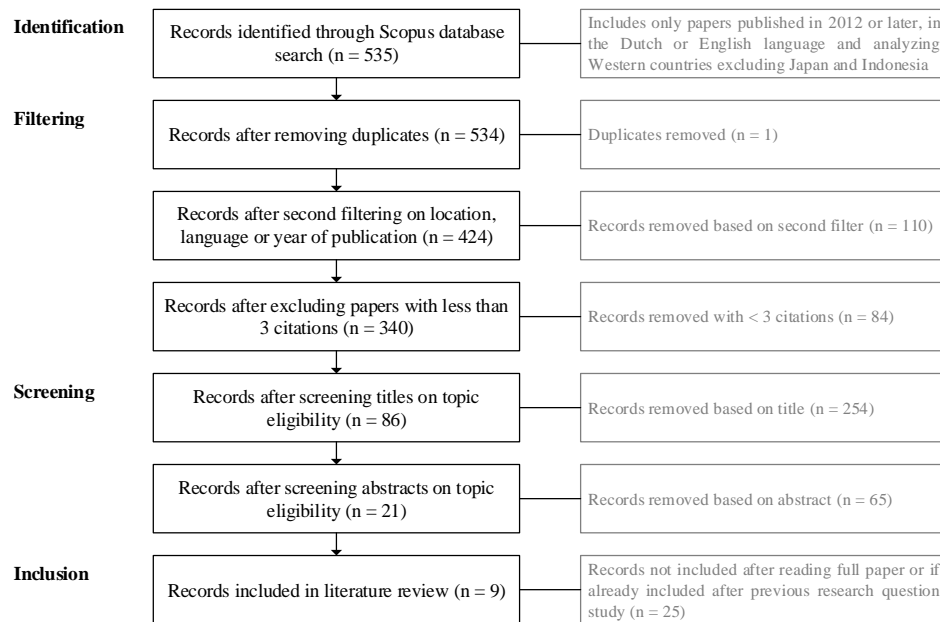 Identification
Records identified through Scopus database
search (n = 535)
Includes only papers published in 2012 or later, in
the Dutch or English language and analyzing
Western countries excluding Japan and Indonesia
Filtering
Records after removing duplicates (n = 534)
Duplicates removed (n = 1)
Records after second filtering on location,
language or year of publication (n = 424)
Records removed based on second filter (n = 110)
Records after excluding papers with less than
3 citations (n = 340)
Records removed with < 3 citations (n = 84)
Screening
Records after screening titles on topic
eligibility (n = 86)
Records removed based on title (n = 254)
Records after screening abstracts on topic
eligibility (n = 21)
Records removed based on abstract (n = 65)
Inclusion
Records included in literature review (n = 9)
Records not included after reading full paper or if
already included after previous research question
study (n = 25)